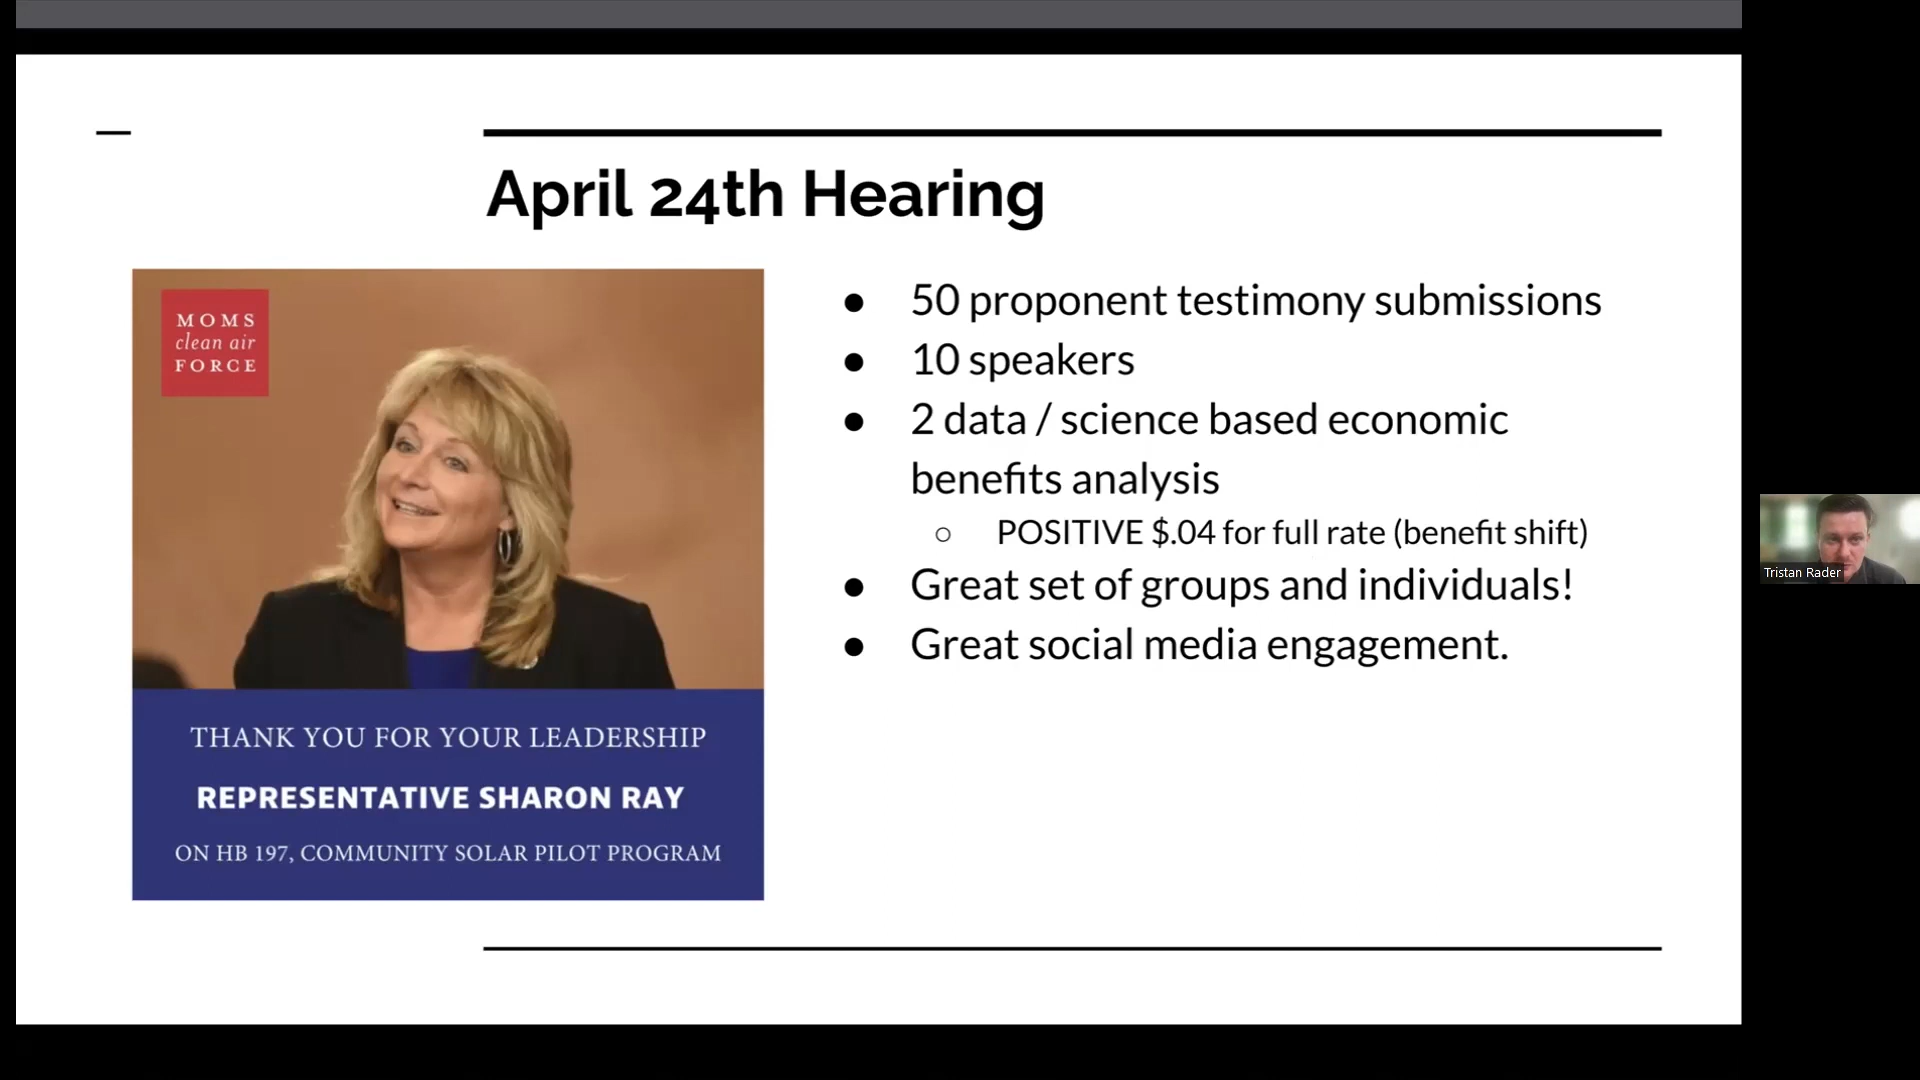 April 24th Hearing
MOMS
clean air
FORCE
THANK YOU FOR YOUR LEADERSHIP
REPRESENTATIVE SHARON RAY
ON HB 197, COMMUNITY SOLAR PILOT PROGRAM
● 50 proponent testimony submissions
● 10 speakers
● 2 data / science based economic
benefits analysis
○ POSITIVE $.04 for full rate (benefit shift)
● Great set of groups and individuals!
● Great social media engagement.
Tristan Rader